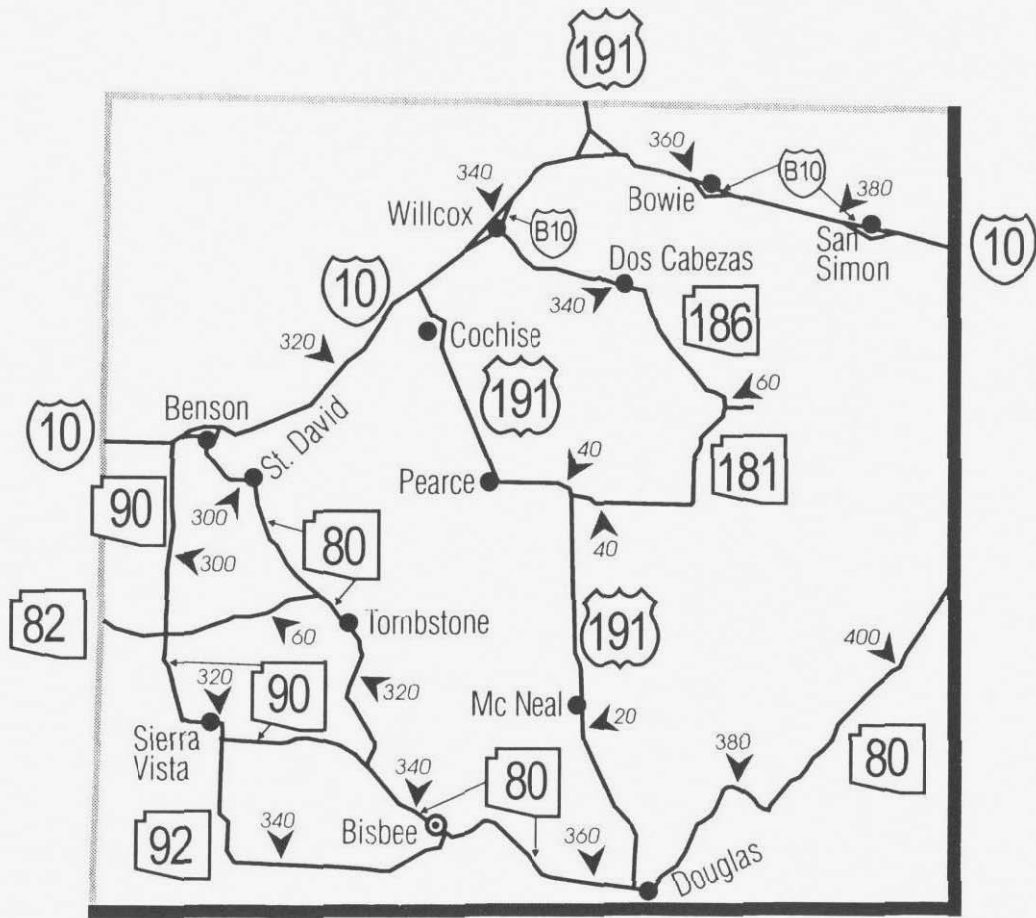 191
360
B10
340
380
Willcox
Bowie
B10
San
Simon
10
Dos Cabezas
10
340
186
320
Cochise
191
60
Benson
10
St. David
40
Pearce
181
90
300
80
40
300
82
60
Tombstone
191
400
90
320
320
Mc Neal
20
Sierra
Vista
80
380
80
340
340
Bisbee
360
92
Douglas